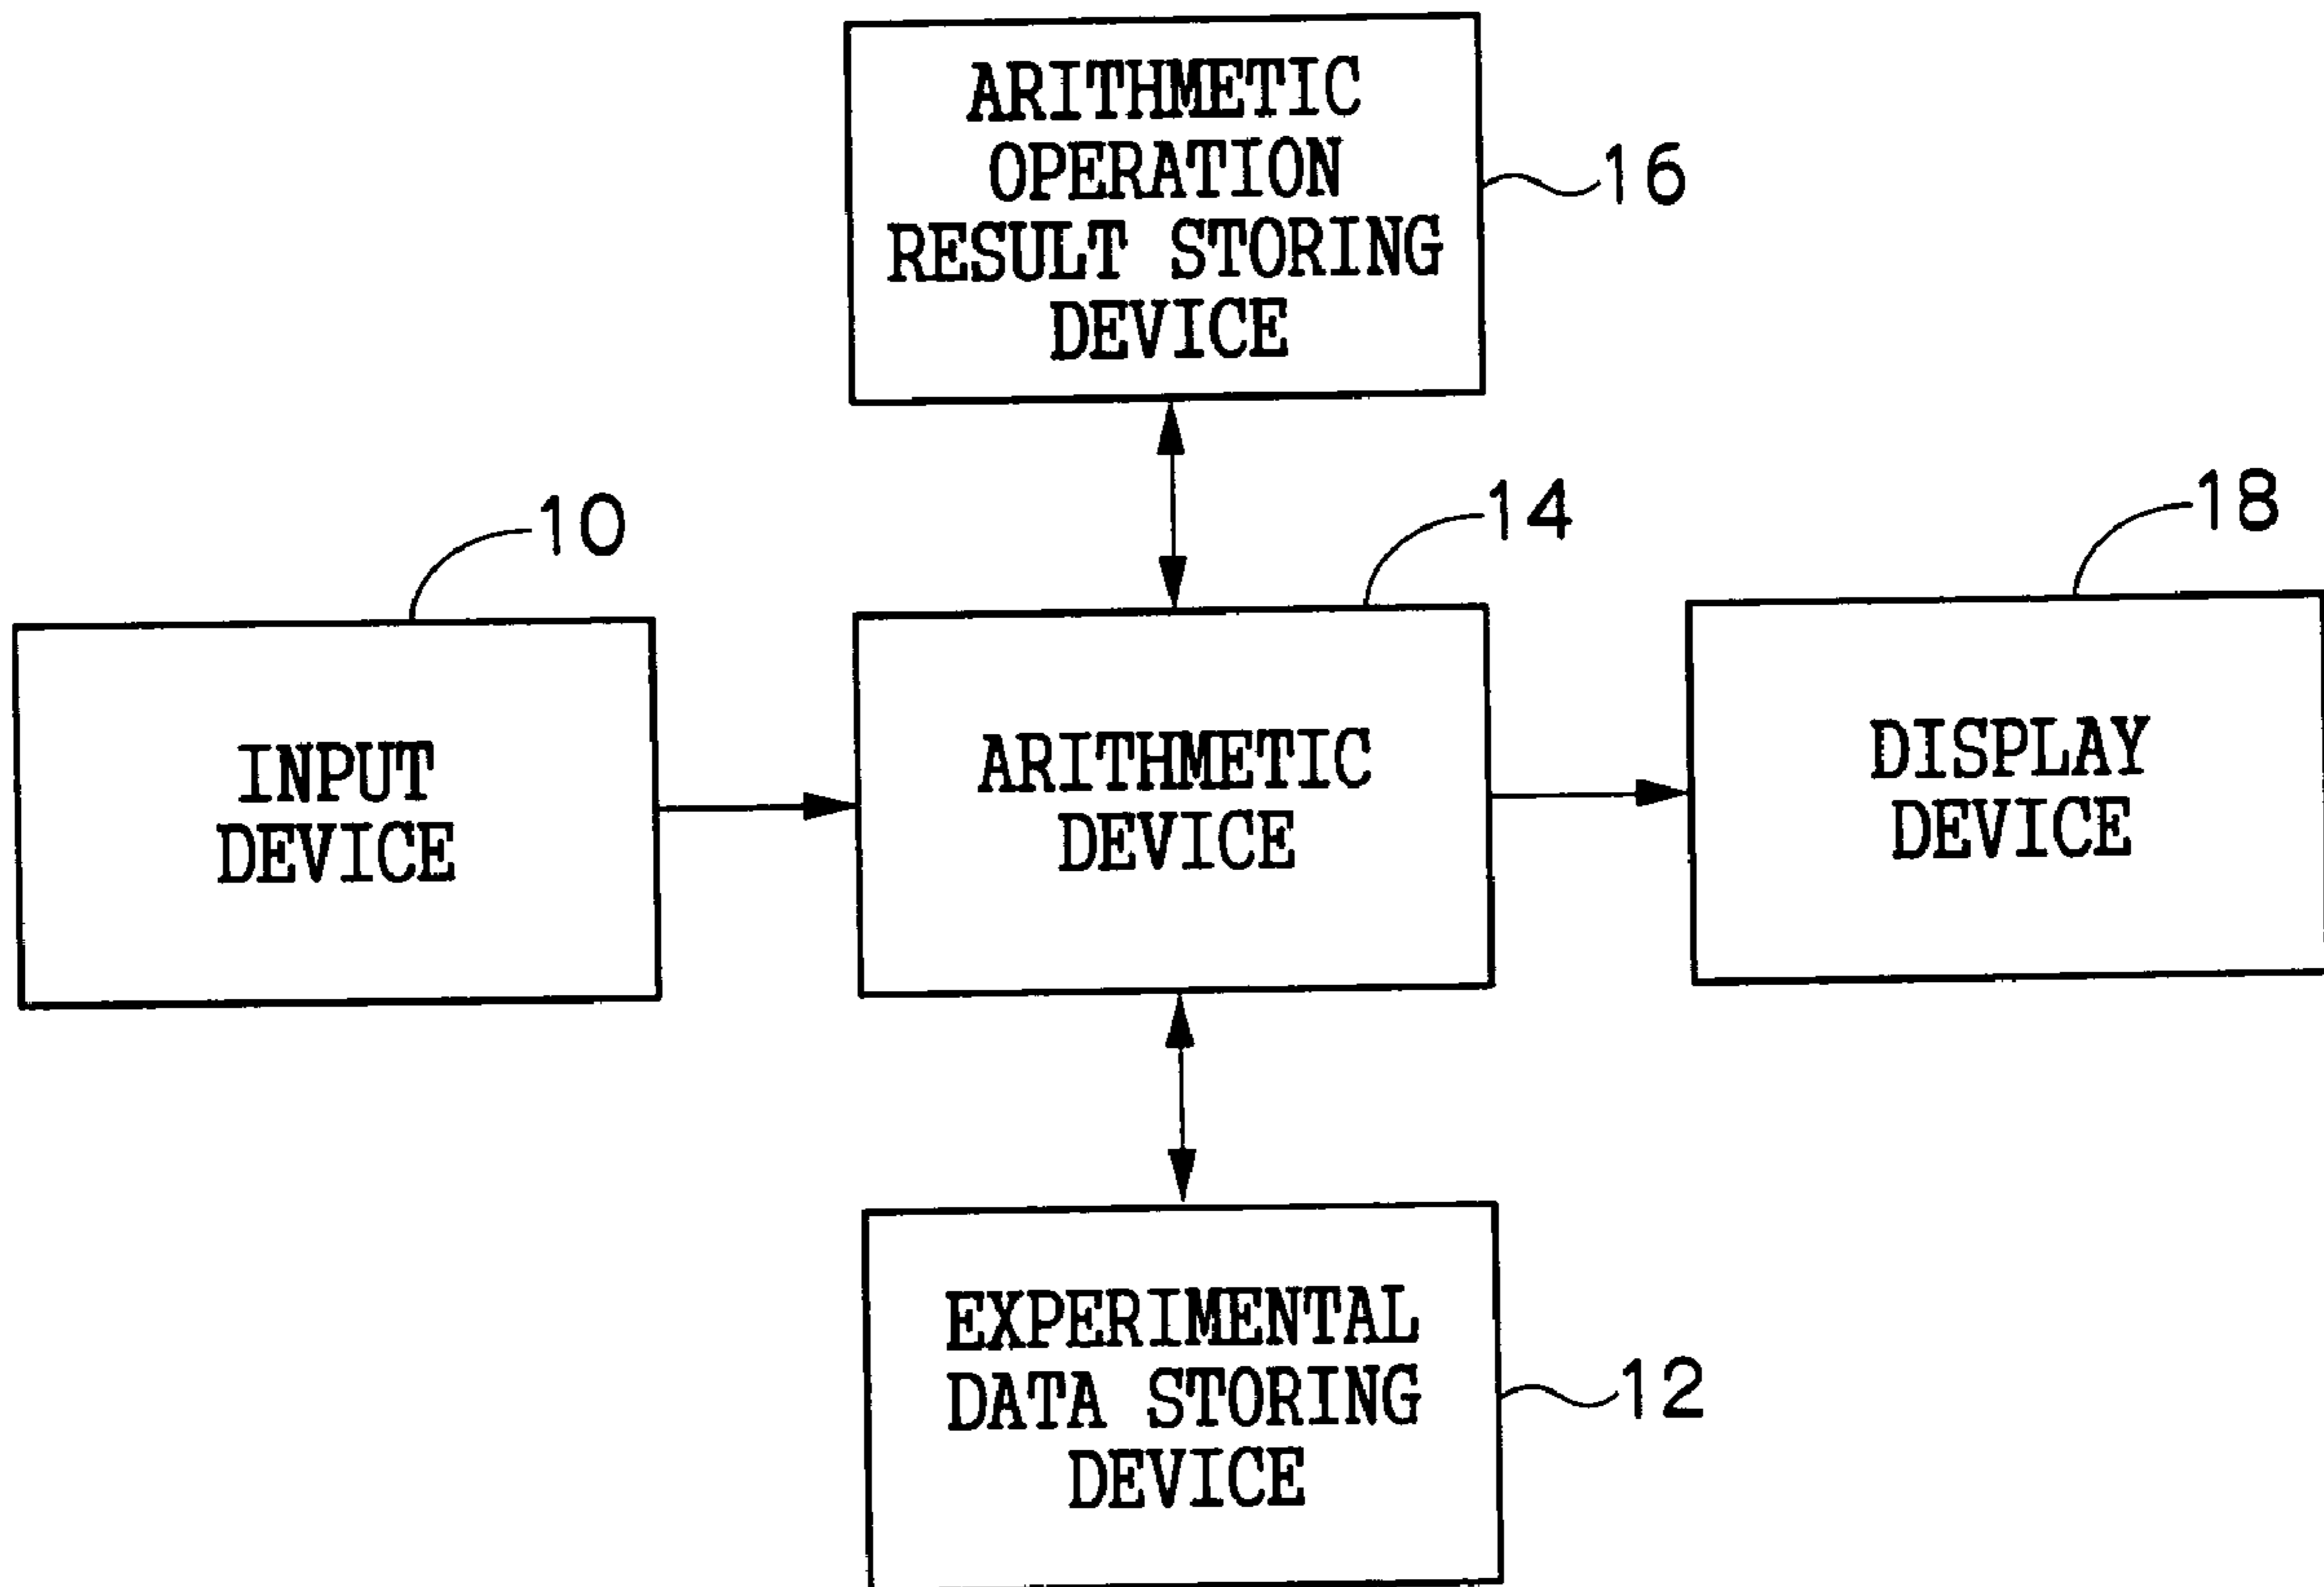 ARITHMETIC
OPERATION
RESULT STORING
DEVICE
16
10
14
18
INPUT
DEVICE
ARITHMETIC
DEVICE
DISPLAY
DEVICE
EXPERIMENTAL
DATA STORING
DEVICE
12